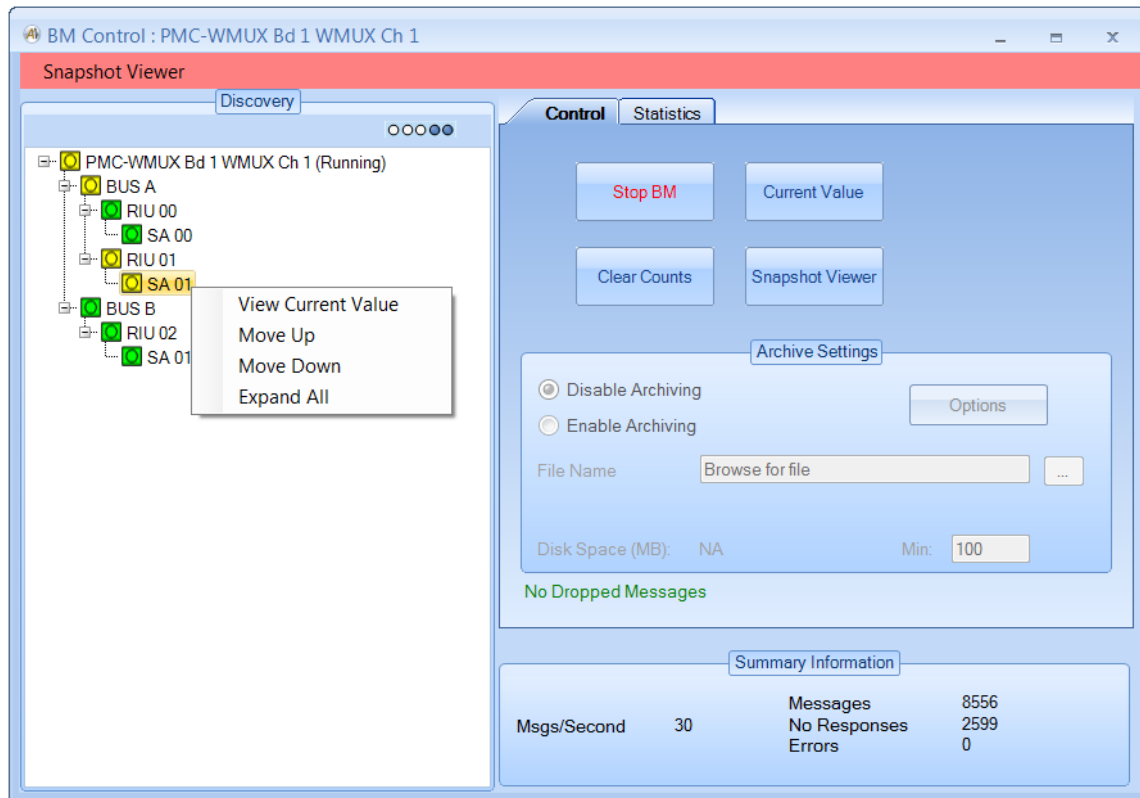 BM Control : PMC-WMUX Bd 1 WMUX Ch 1
Snapshot Viewer
Discovery
PMC-WMUX Bd 1 WMUX Ch 1 (Running)
BUS A
RIU 00
SA 00
RIU 01
SA 01
BUS B
RIU 02
SA 01
View Current Value
Move Up
Move Down
Expand All
Control Statistics
Stop BM Current Value
Clear Counts Snapshot Viewer
Archive Settings
Disable Archiving
Options
Enable Archiving
File Name Browse for file ...
Disk Space (MB): NA Min: 100
No Dropped Messages
Summary Information
Messages 8556
Msgs/Second 30 No Responses 2599
Errors 0